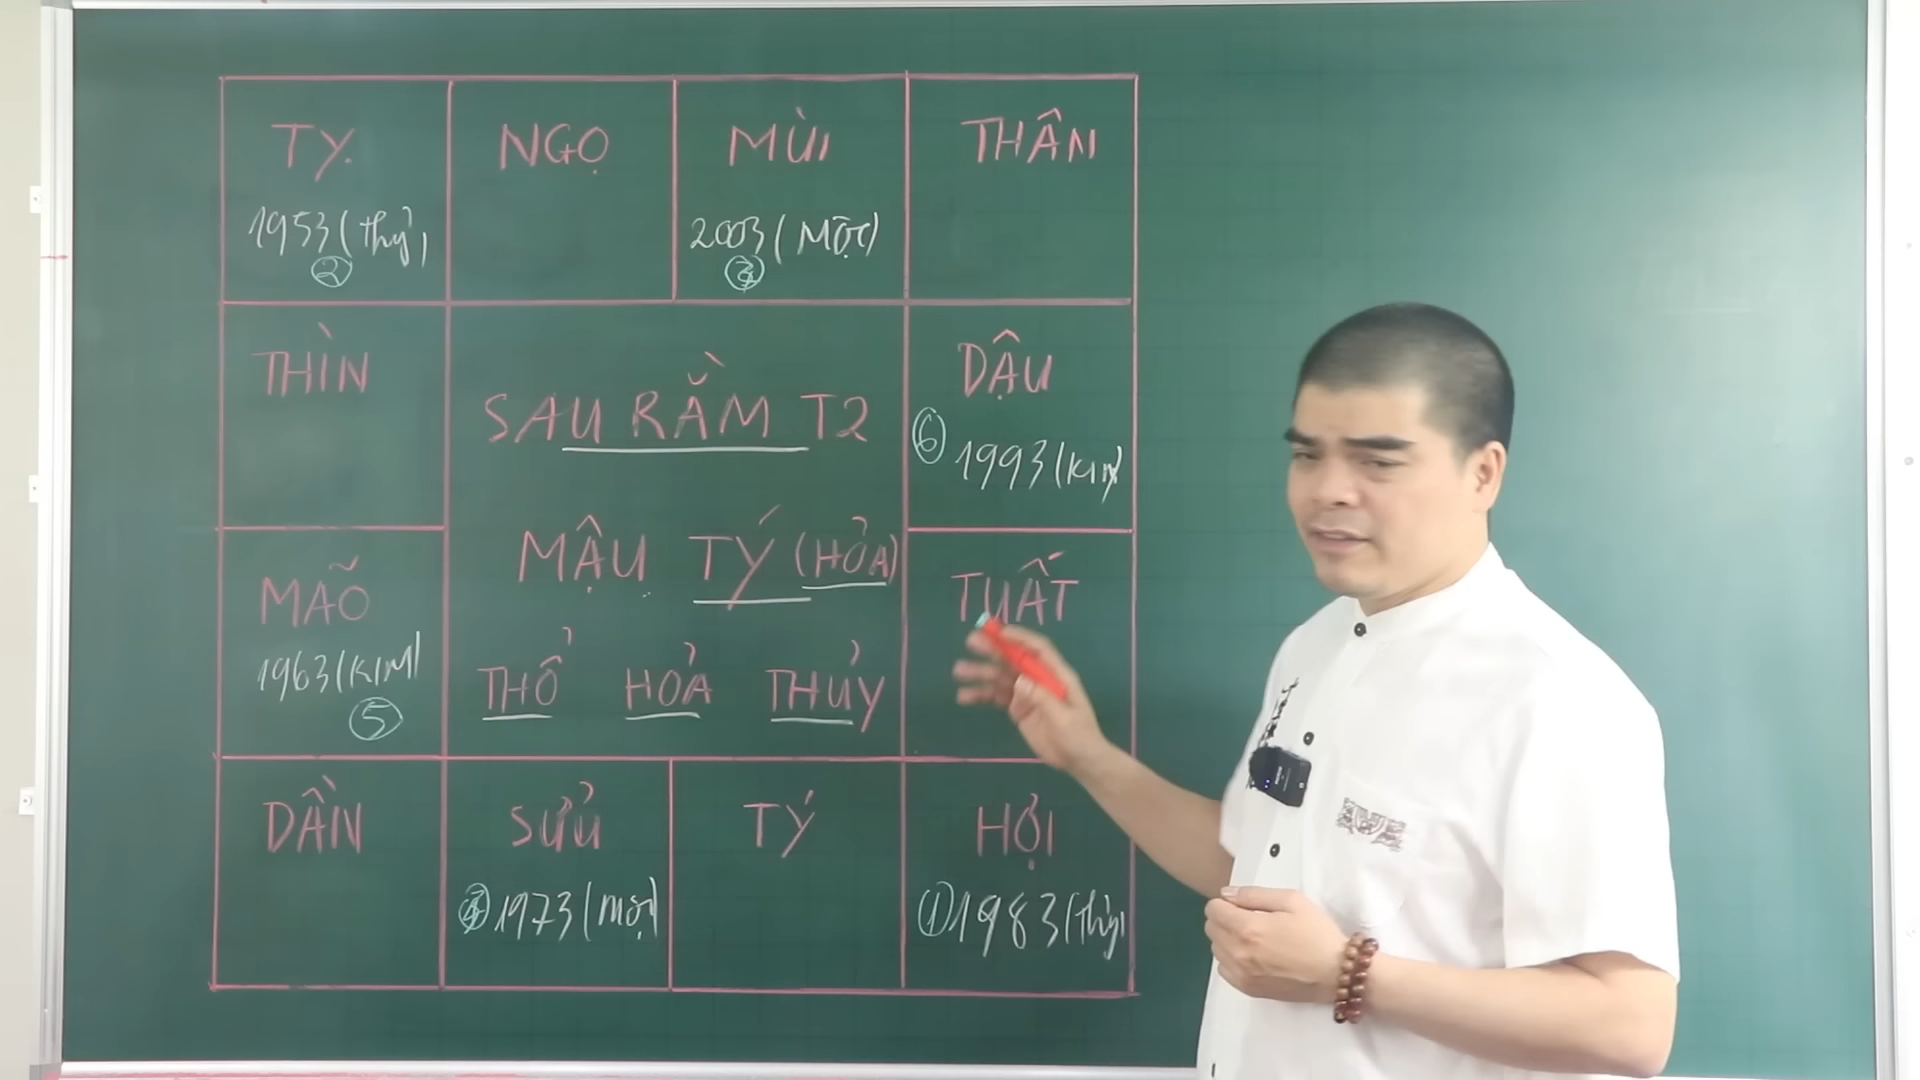 TỴ
NGỌ
MÙI
THÂN
1953 (Thủy)
②
2003 (MỘC)
③
THÌN
SAU RẰM T2
DẬU
⑥ 1993 (KIM)
MÃO
1963 (KIM)
⑤
MẬU TÝ (HỎA)
THỔ HỎA THỦY
TUẤT
DẦN
SỬU
④ 1973 (Mộc)
TÝ
HỢI
① 1983 (Thủy)